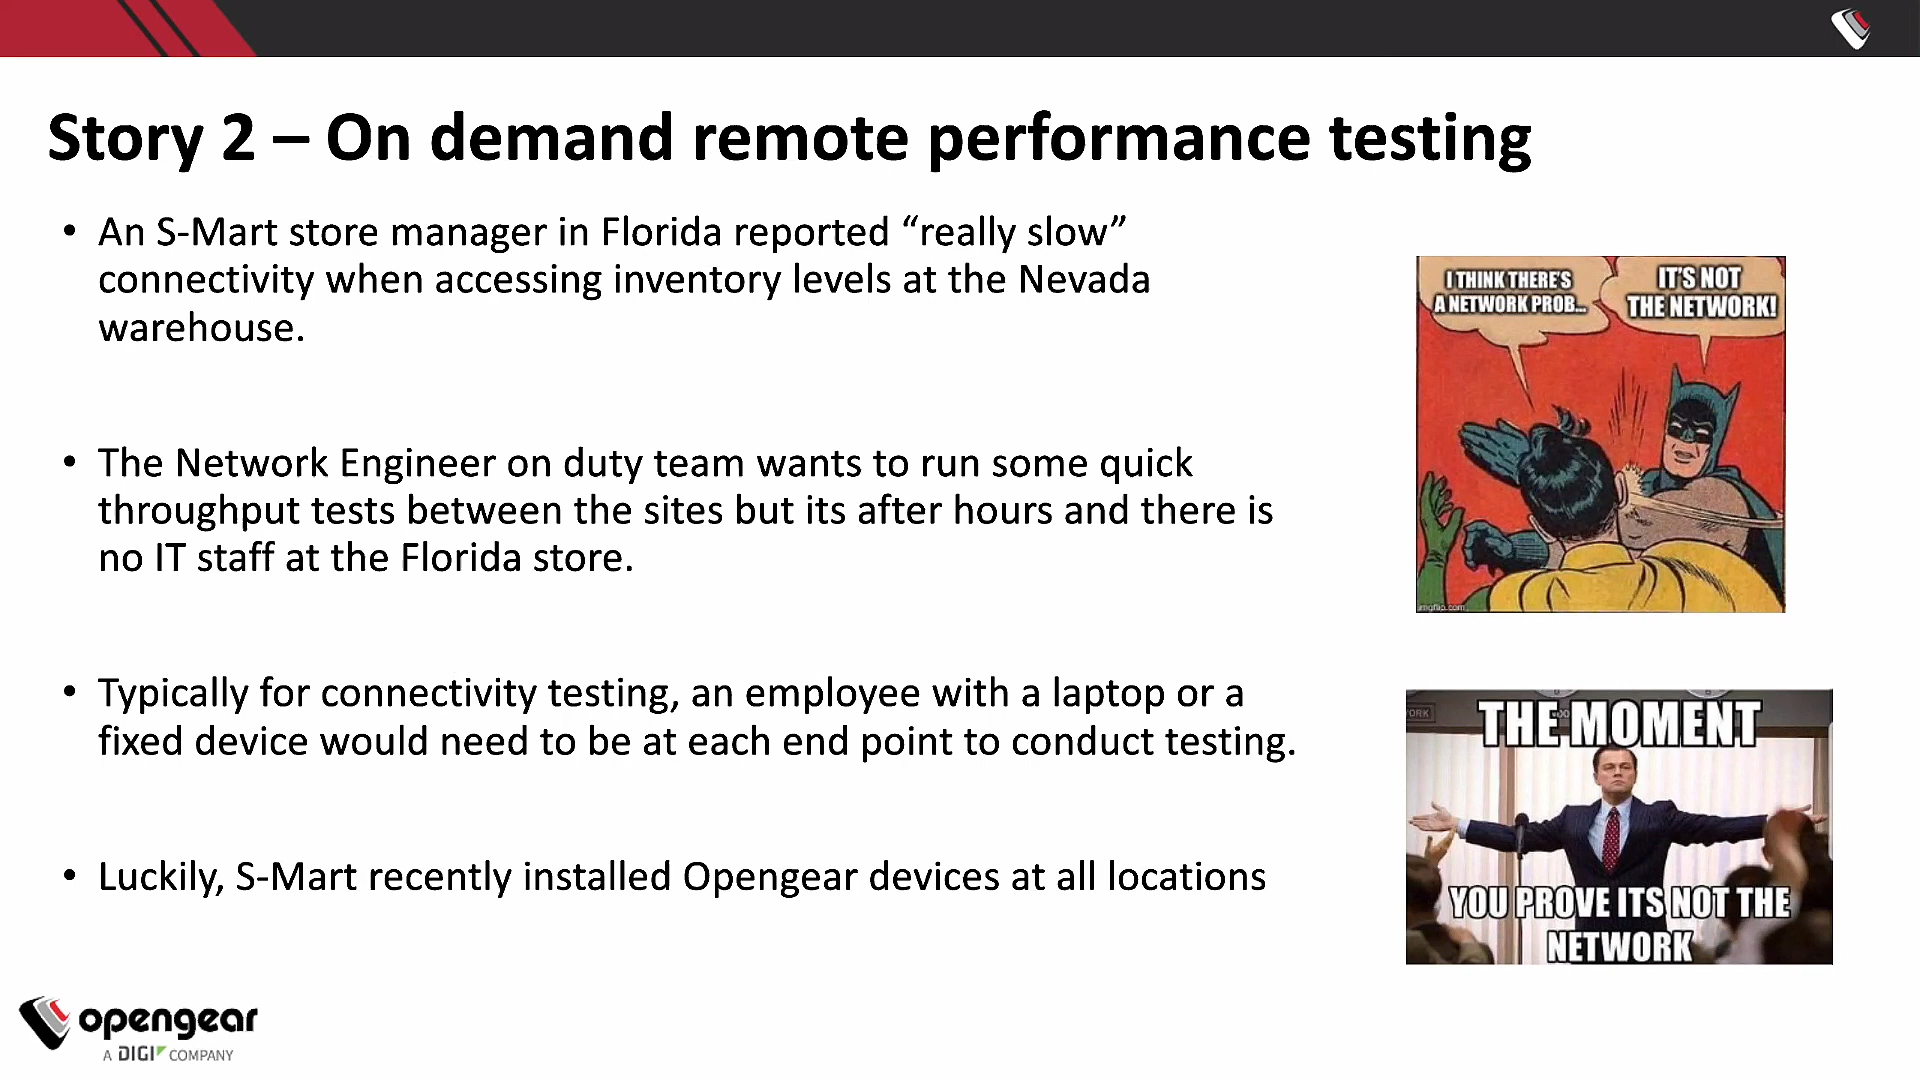 Story 2 – On demand remote performance testing
• An S-Mart store manager in Florida reported “really slow”
connectivity when accessing inventory levels at the Nevada
warehouse.
• The Network Engineer on duty team wants to run some quick
throughput tests between the sites but its after hours and there is
no IT staff at the Florida store.
• Typically for connectivity testing, an employee with a laptop or a
fixed device would need to be at each end point to conduct testing.
• Luckily, S-Mart recently installed Opengear devices at all locations
I THINK THERE'S
A NETWORK PROB...
IT'S NOT
THE NETWORK!
imgflip.com
THE MOMENT
YOU PROVE ITS NOT THE
NETWORK
opengear
A DIGI COMPANY